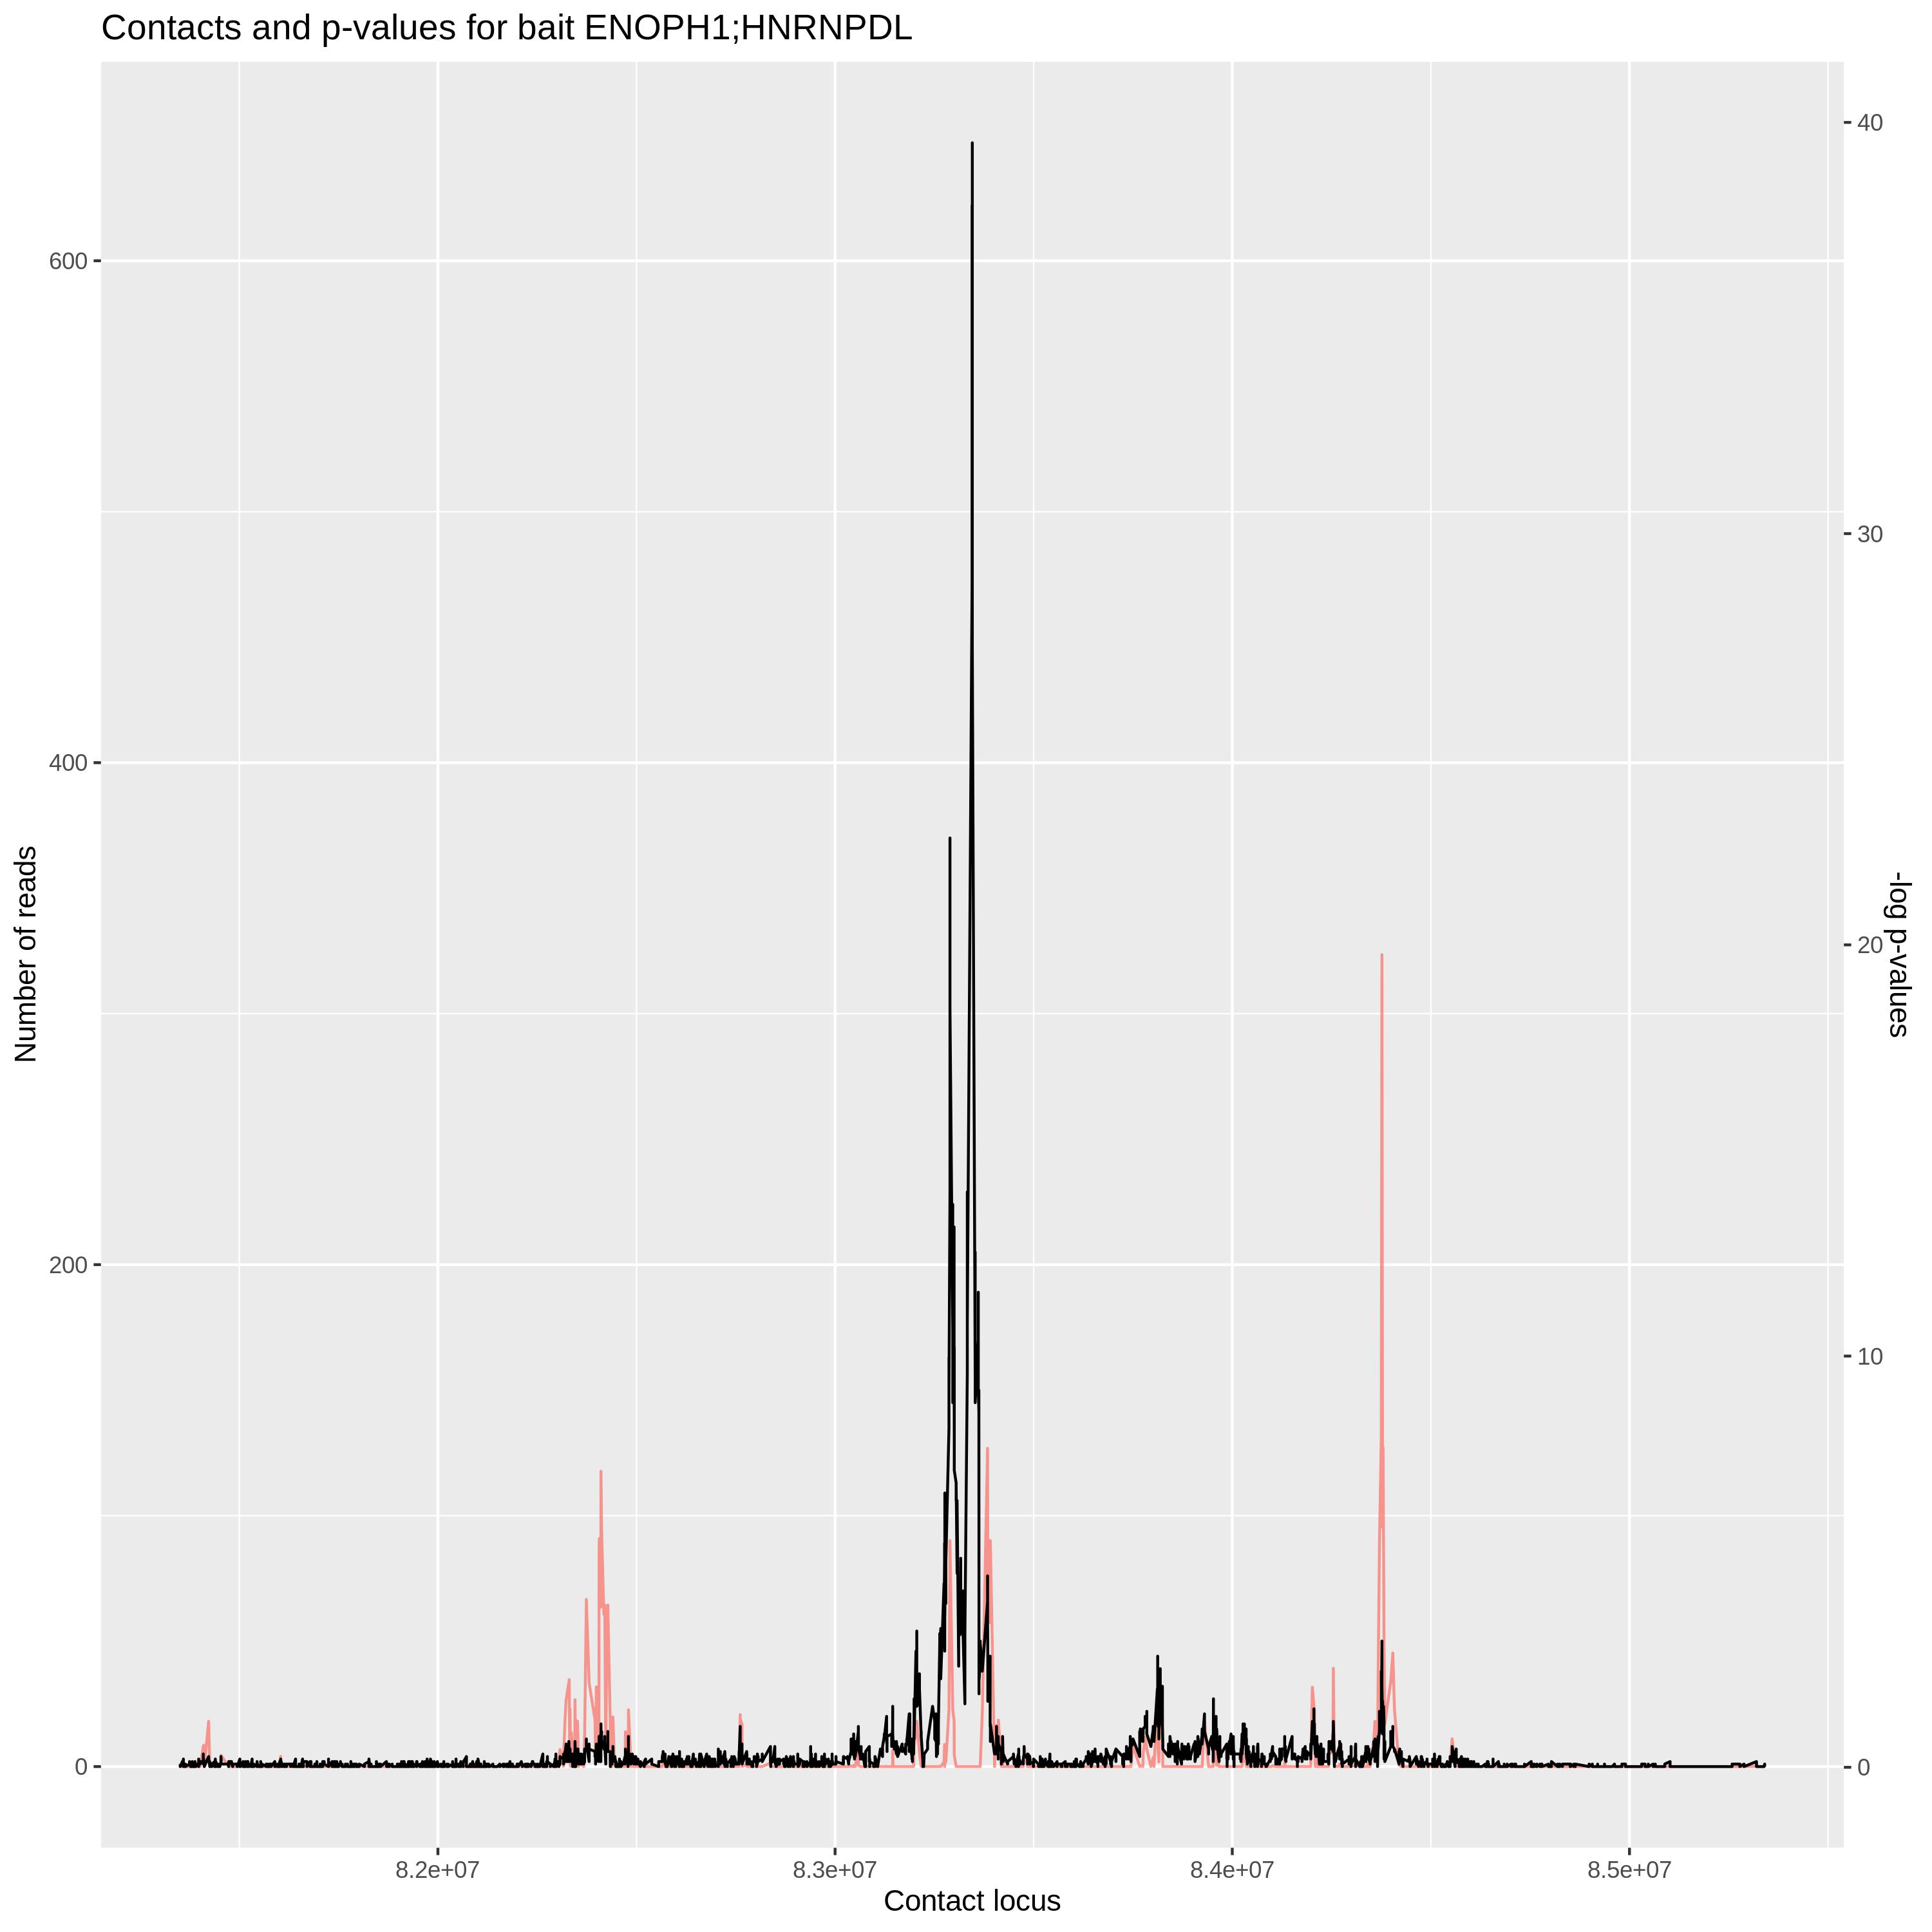 Contacts and p-values for bait ENOPH1;HNRNPDL
Number of reads
600
400
200
0
40
30
20
10
0
-log p-values
8.2e+07 8.3e+07 8.4e+07 8.5e+07
Contact locus